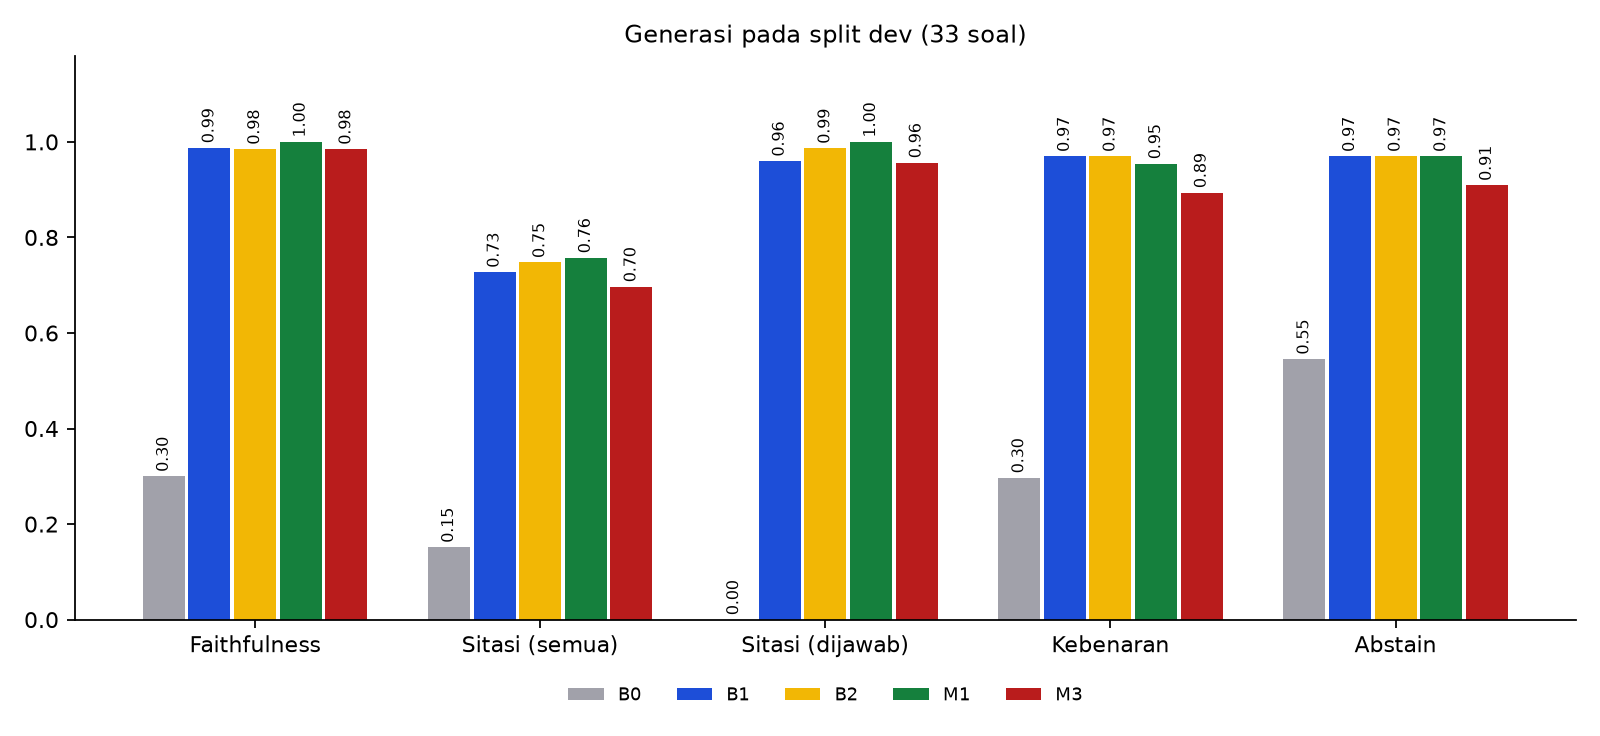 Generasi pada split dev (33 soal)
1.0
0.8
0.6
0.4
0.2
0.0
0.30 0.99 0.98 1.00 0.98
0.15 0.73 0.75 0.76 0.70
0.00 0.96 0.99 1.00 0.96
0.30 0.97 0.97 0.95 0.89
0.55 0.97 0.97 0.97 0.91
Faithfulness Sitasi (semua) Sitasi (dijawab) Kebenaran Abstain
B0 B1 B2 M1 M3